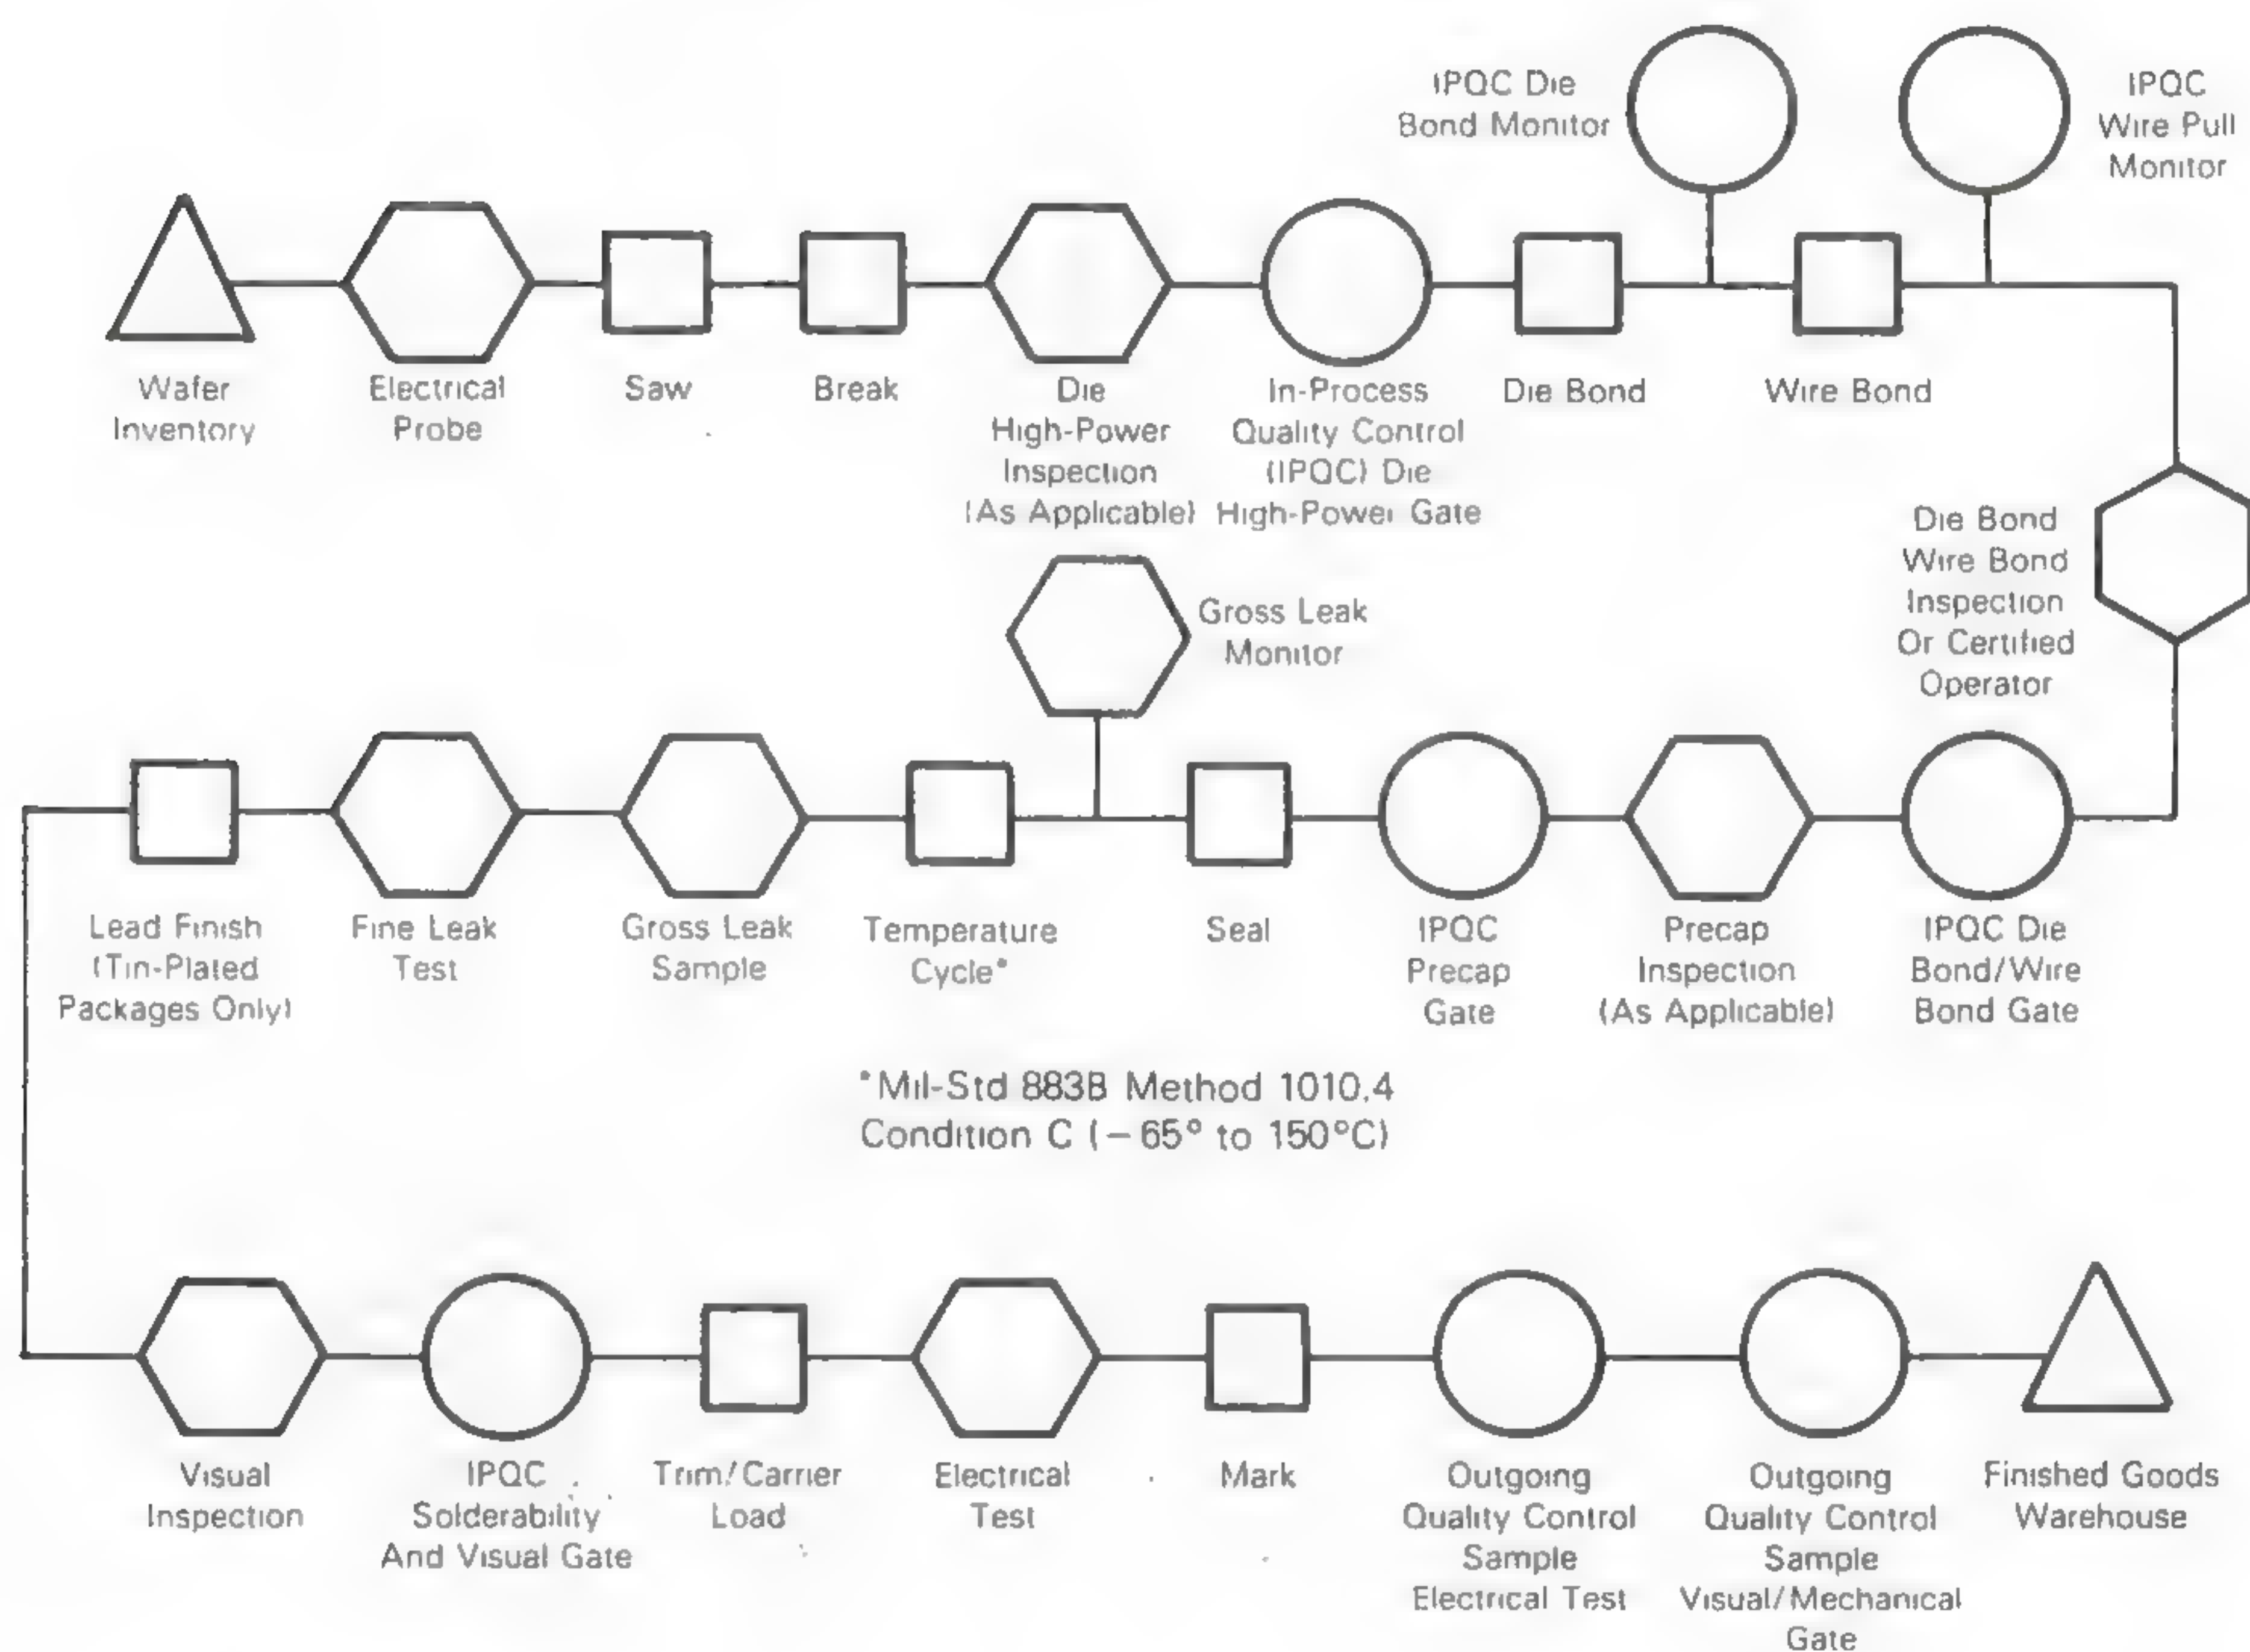 IPQC Die
Bond Monitor
IPQC
Wire Pull
Monitor
Wafer
Inventory
Electrical
Probe
Saw
Break
Die
High-Power
Inspection
(As Applicable)
In-Process
Quality Control
(IPQC) Die
High-Power Gate
Die Bond
Wire Bond
Die Bond
Wire Bond
Inspection
Or Certified
Operator
Gross Leak
Monitor
Lead Finish
(Tin-Plated
Packages Only)
Fine Leak
Test
Gross Leak
Sample
Temperature
Cycle*
Seal
IPQC
Precap
Gate
Precap
Inspection
(As Applicable)
IPQC Die
Bond/Wire
Bond Gate
*Mil-Std 883B Method 1010.4
Condition C (–65° to 150°C)
Visual
Inspection
IPQC
Solderability
And Visual Gate
Trim/Carrier
Load
Electrical
Test
Mark
Outgoing
Quality Control
Sample
Electrical Test
Outgoing
Quality Control
Sample
Visual/Mechanical
Gate
Finished Goods
Warehouse